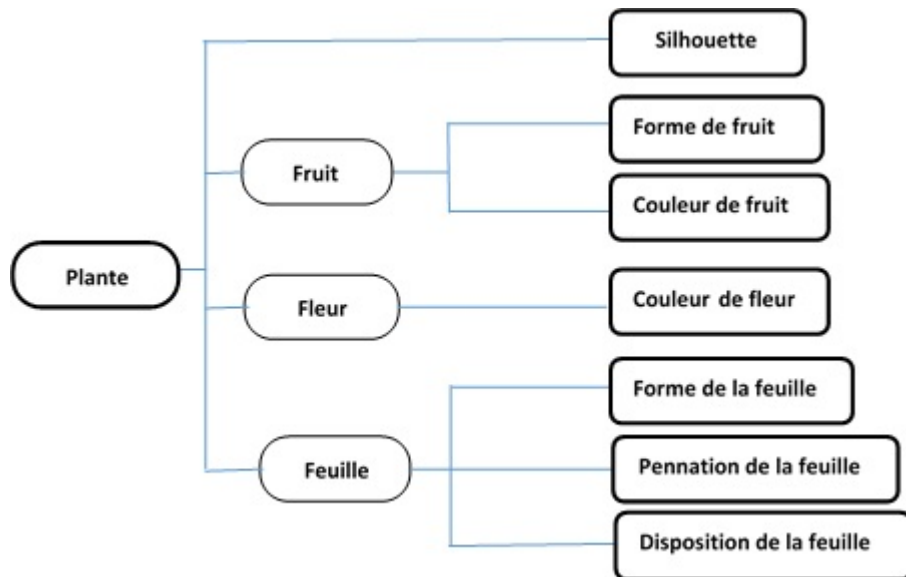 Silhouette
Forme de fruit
Fruit
Couleur de fruit
Plante
Fleur
Couleur de fleur
Forme de la feuille
Feuille
Pennation de la feuille
Disposition de la feuille